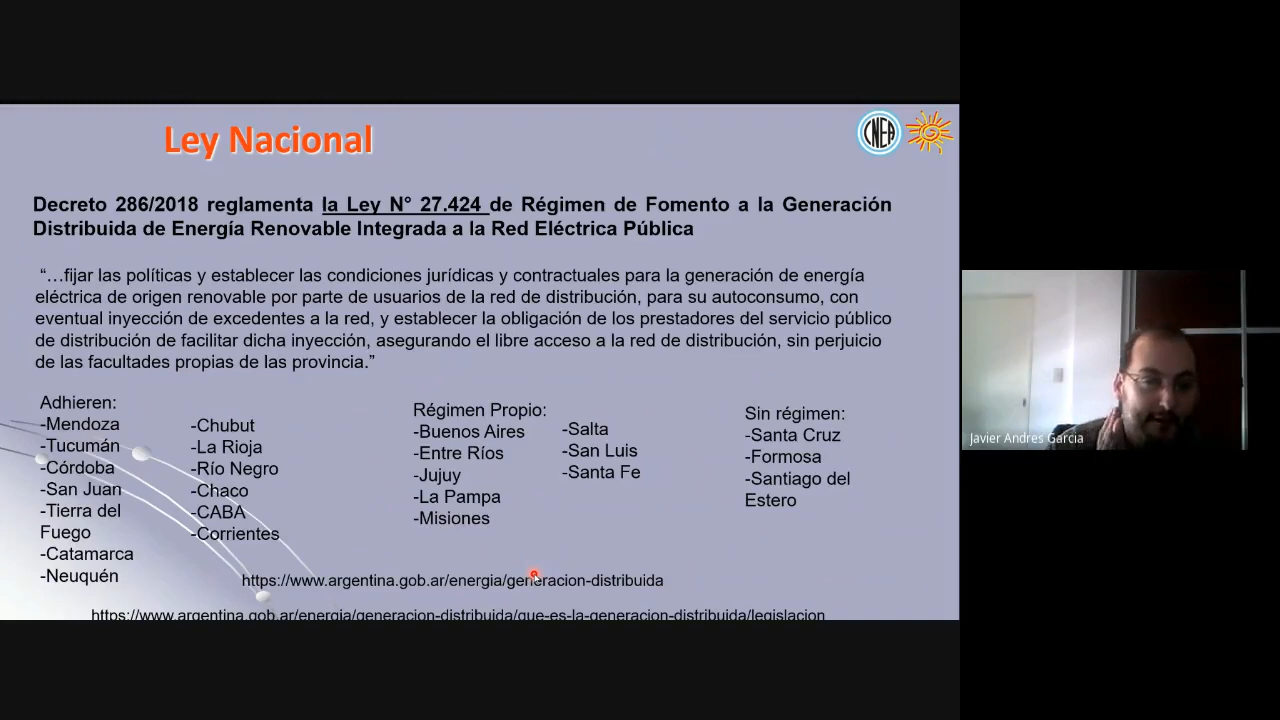 Ley Nacional
CNEA
Decreto 286/2018 reglamenta la Ley N° 27.424 de Régimen de Fomento a la Generación
Distribuida de Energía Renovable Integrada a la Red Eléctrica Pública
“…fijar las políticas y establecer las condiciones jurídicas y contractuales para la generación de energía
eléctrica de origen renovable por parte de usuarios de la red de distribución, para su autoconsumo, con
eventual inyección de excedentes a la red, y establecer la obligación de los prestadores del servicio público
de distribución de facilitar dicha inyección, asegurando el libre acceso a la red de distribución, sin perjuicio
de las facultades propias de las provincia.”
Adhieren:
-Mendoza
-Tucumán
-Córdoba
-San Juan
-Tierra del
Fuego
-Catamarca
-Neuquén
-Chubut
-La Rioja
-Río Negro
-Chaco
-CABA
-Corrientes
Régimen Propio:
-Buenos Aires
-Entre Ríos
-Jujuy
-La Pampa
-Misiones
-Salta
-San Luis
-Santa Fe
Sin régimen:
-Santa Cruz
-Formosa
-Santiago del
Estero
https://www.argentina.gob.ar/energia/generacion-distribuida
https://www.argentina.gob.ar/energia/generacion-distribuida/que-es-la-generacion-distribuida/legislacion
Javier Andres Garcia